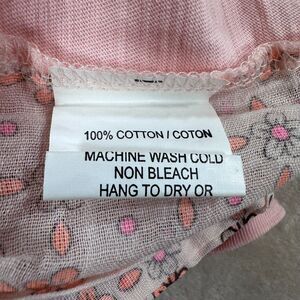 100% COTTON / COTON
MACHINE WASH COLD
NON BLEACH
HANG TO DRY OR